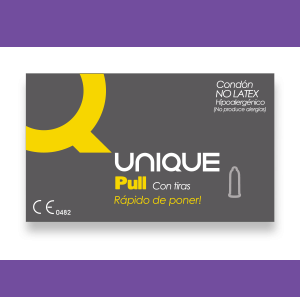 Condón
NO LATEX
Hipoalergénico
(No produce alergias)
UNIQUE
Pull Con tiras
Rápido de poner!
CE 0482